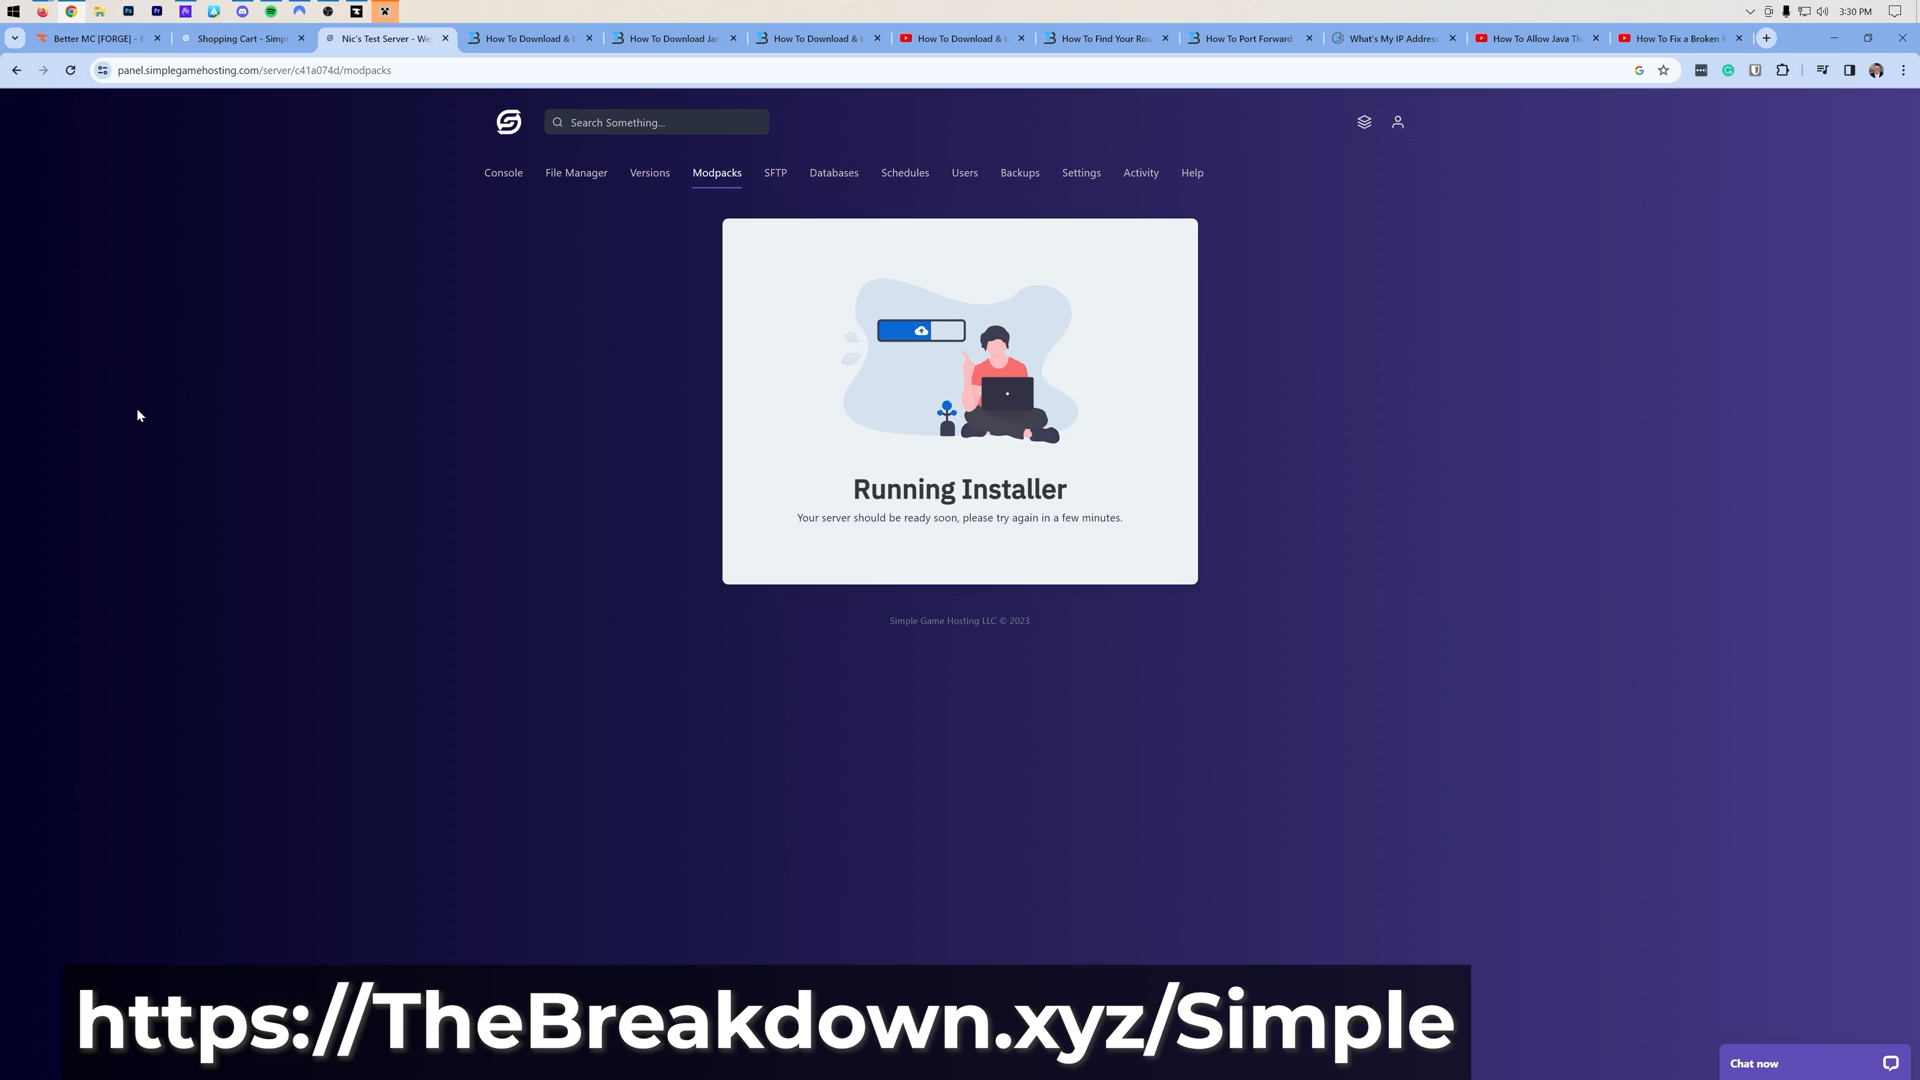 3:30 PM
Better MC [FORGE] - 
Shopping Cart - Simpl
Nic's Test Server - We
How To Download & I
How To Download Jar
How To Download & I
How To Download & I
How To Find Your Rou
How To Port Forward
What's My IP Address
How To Allow Java Th
How To Fix a Broken
panel.simplegamehosting.com/server/c41a074d/modpacks
Search Something...
Console
File Manager
Versions
Modpacks
SFTP
Databases
Schedules
Users
Backups
Settings
Activity
Help
Running Installer
Your server should be ready soon, please try again in a few minutes.
Simple Game Hosting LLC © 2023
https://TheBreakdown.xyz/Simple
Chat now